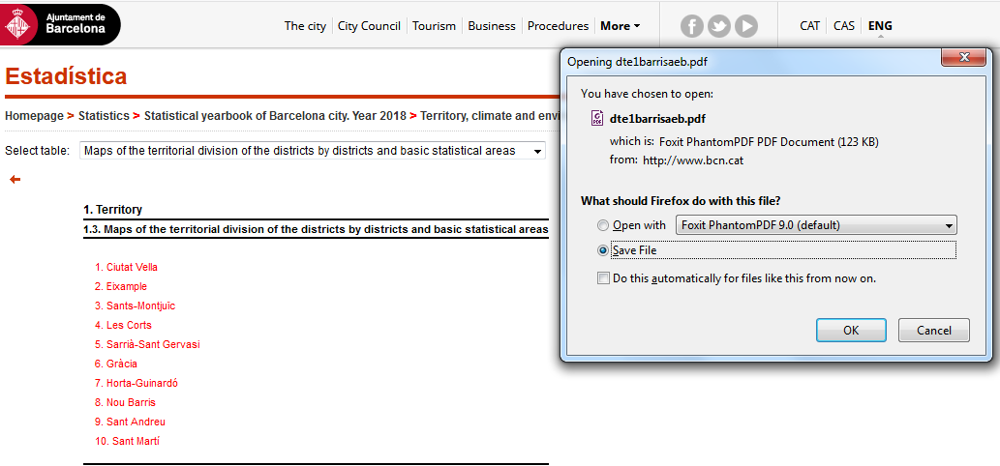 Ajuntament de
Barcelona
The city City Council Tourism Business Procedures More
CAT CAS ENG
Estadística
Homepage > Statistics > Statistical yearbook of Barcelona city. Year 2018 > Territory, climate and envi
Select table: Maps of the territorial division of the districts by districts and basic statistical areas
1. Territory
1.3. Maps of the territorial division of the districts by districts and basic statistical areas
1. Ciutat Vella
2. Eixample
3. Sants-Montjuïc
4. Les Corts
5. Sarrià-Sant Gervasi
6. Gràcia
7. Horta-Guinardó
8. Nou Barris
9. Sant Andreu
10. Sant Martí
Opening dte1barrisaeb.pdf
You have chosen to open:
dte1barrisaeb.pdf
which is: Foxit PhantomPDF PDF Document (123 KB)
from: http://www.bcn.cat
What should Firefox do with this file?
Open with Foxit PhantomPDF 9.0 (default)
Save File
Do this automatically for files like this from now on.
OK Cancel